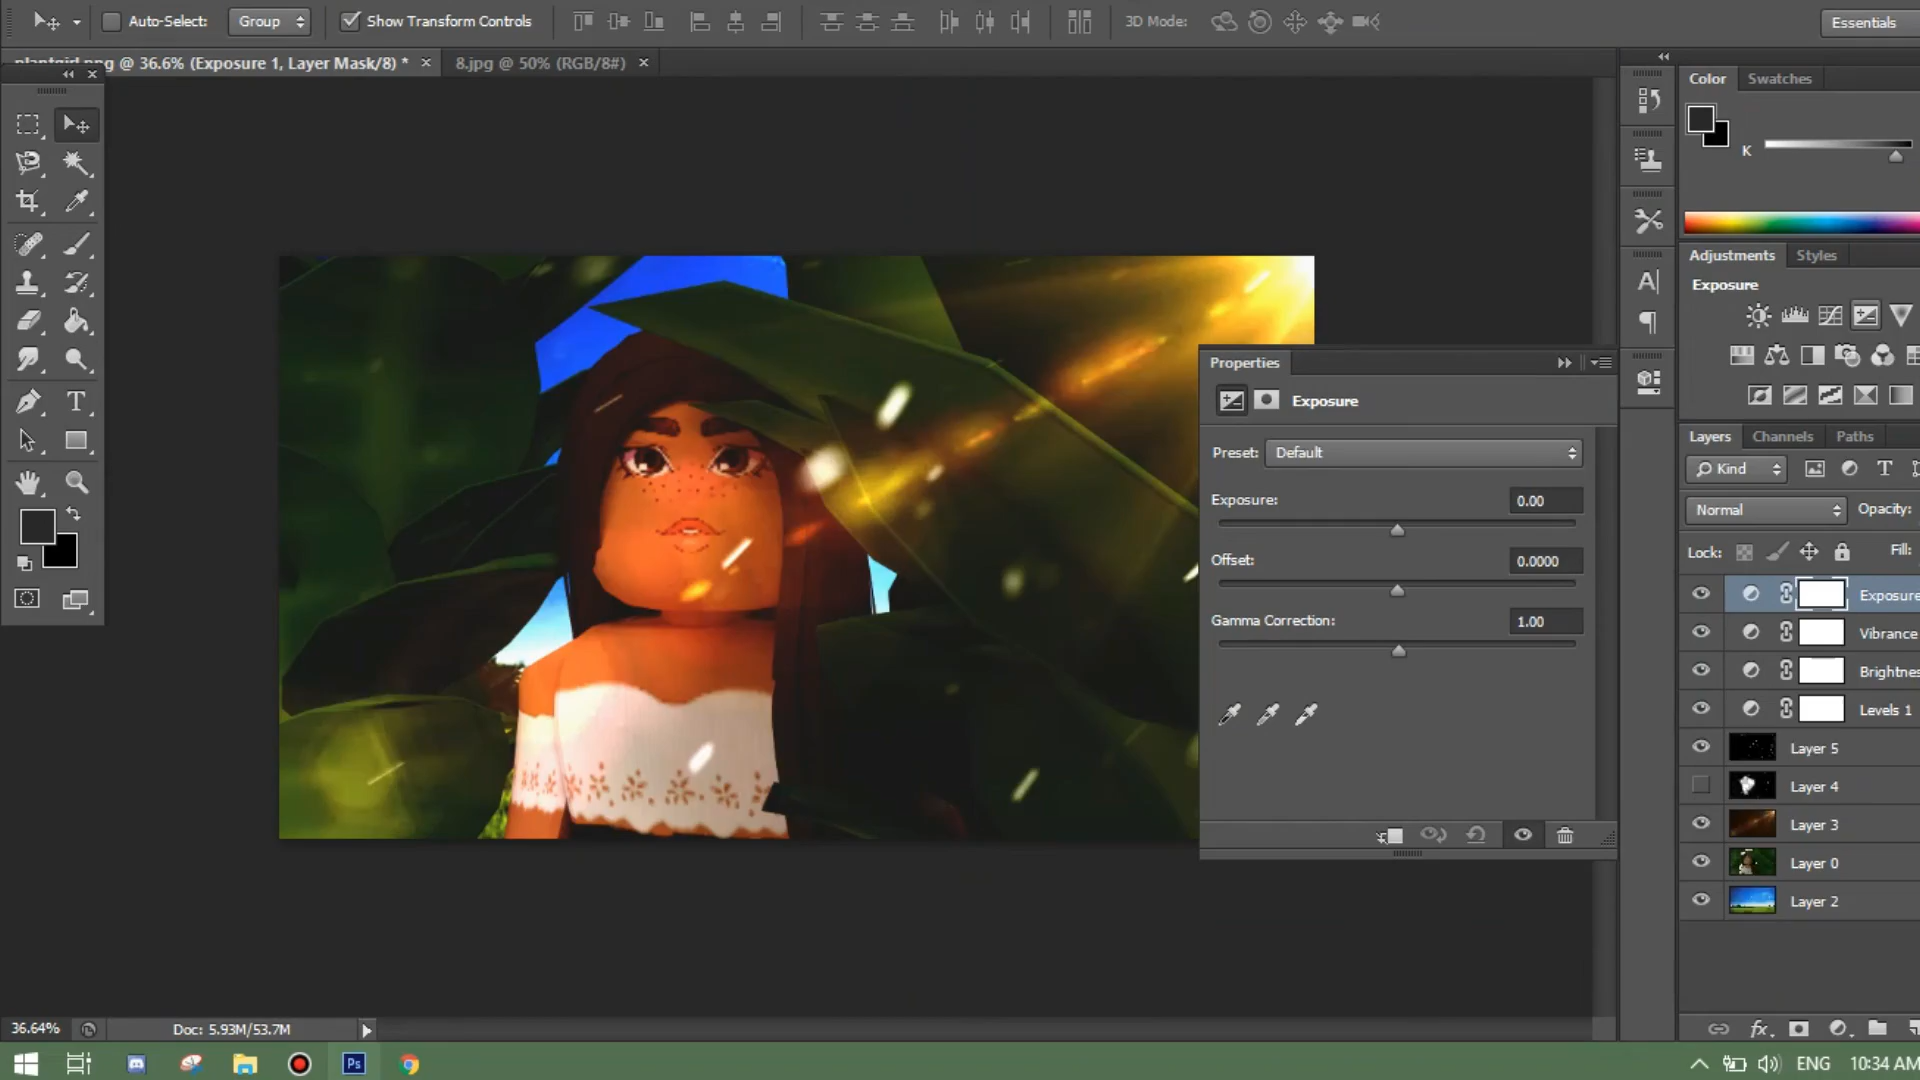 Auto-Select:
Group
Show Transform Controls
3D Mode:
Essentials
plantgirl.png @ 36.6% (Exposure 1, Layer Mask/8) *
8.jpg @ 50% (RGB/8#)
Color
Swatches
K
Adjustments
Styles
Exposure
Properties
Exposure
Preset:
Default
Exposure:
0.00
Offset:
0.0000
Gamma Correction:
1.00
Layers
Channels
Paths
Kind
Normal
Opacity:
Lock:
Fill:
Exposure
Vibrance
Brightnes
Levels 1
Layer 5
Layer 4
Layer 3
Layer 0
Layer 2
36.64%
Doc: 5.93M/53.7M
Ps
ENG
10:34 AM